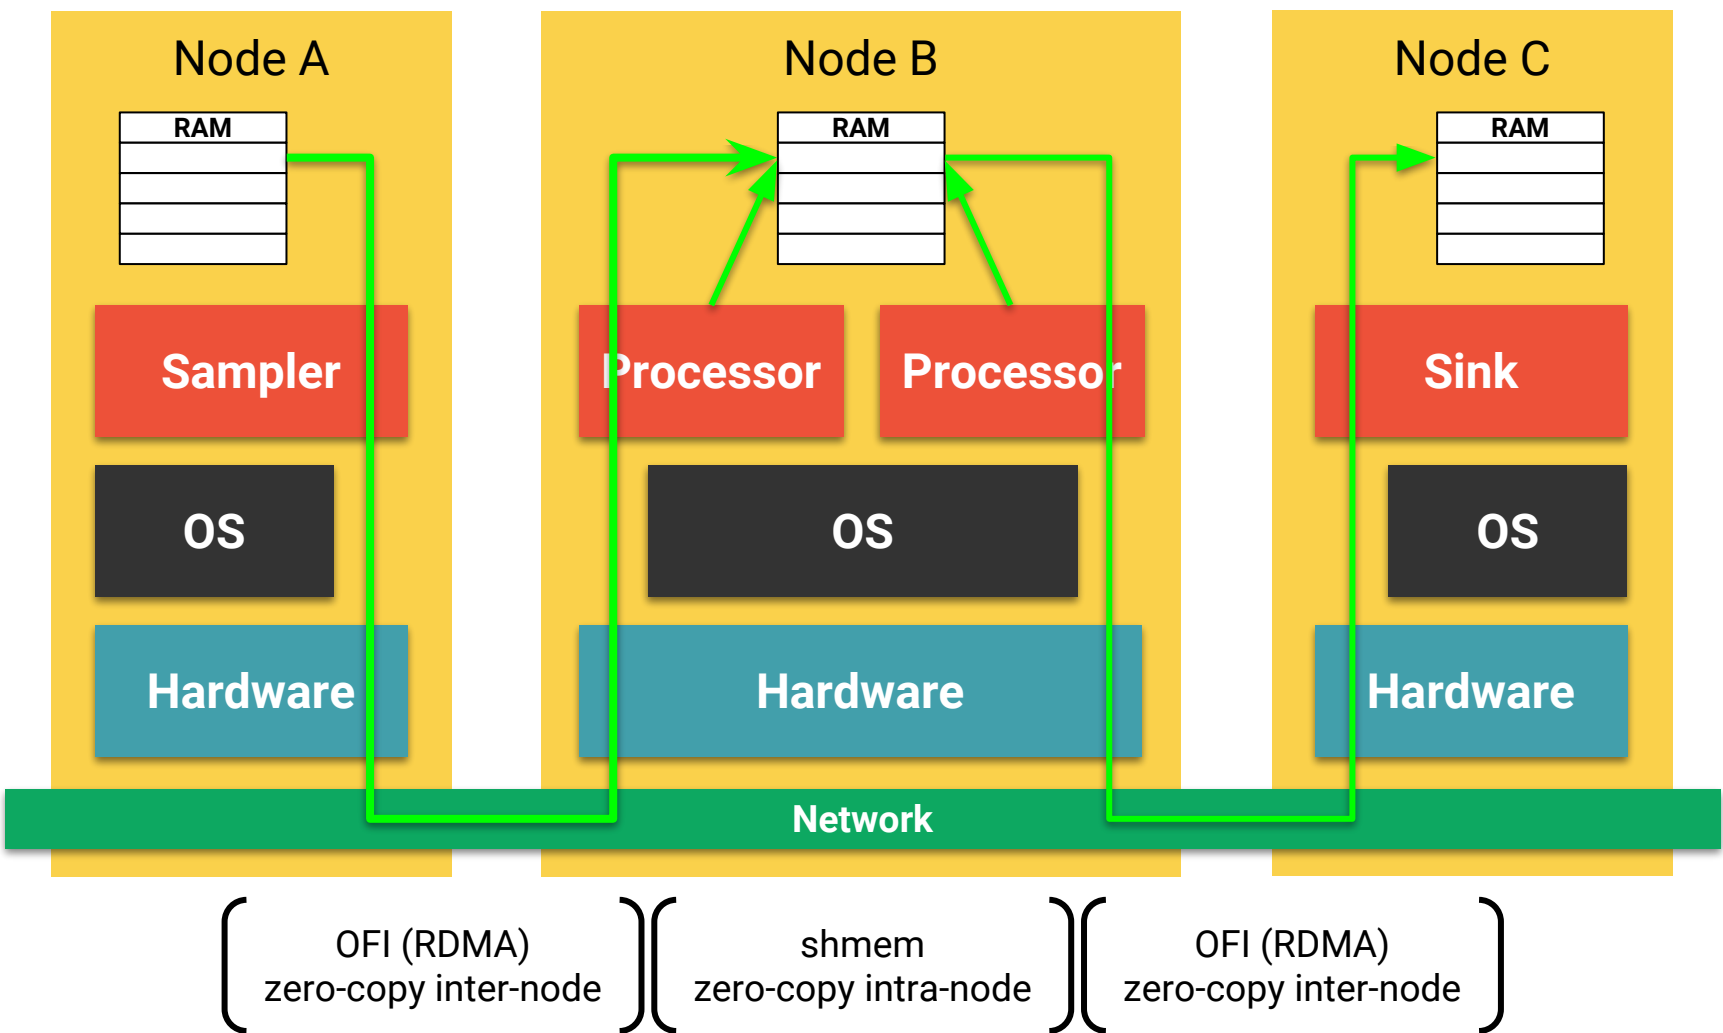 Node A
Node B
Node C
RAM
RAM
RAM
Sampler
Processor
Processor
Sink
OS
OS
OS
Hardware
Hardware
Hardware
Network
OFI (RDMA)
zero-copy inter-node
shmem
zero-copy intra-node
OFI (RDMA)
zero-copy inter-node